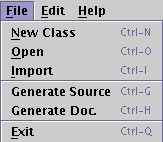 File Edit Help
New Class Ctrl-N
Open Ctrl-O
Import Ctrl-I
Generate Source Ctrl-G
Generate Doc. Ctrl-H
Exit Ctrl-Q